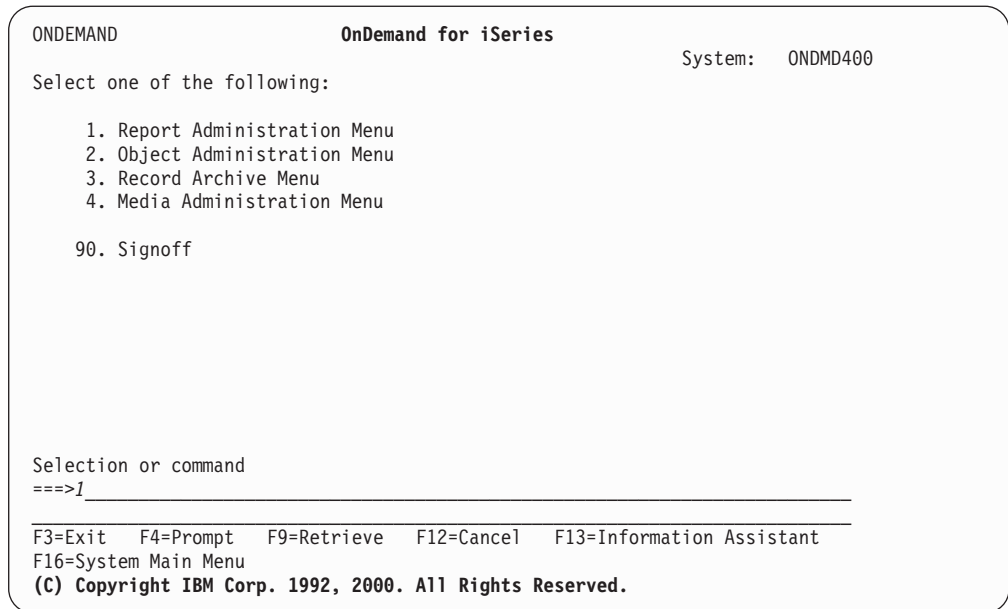 ONDEMAND OnDemand for iSeries
System: ONDMD400
Select one of the following:
1. Report Administration Menu
2. Object Administration Menu
3. Record Archive Menu
4. Media Administration Menu
90. Signoff
Selection or command
===>1
F3=Exit F4=Prompt F9=Retrieve F12=Cancel F13=Information Assistant
F16=System Main Menu
(C) Copyright IBM Corp. 1992, 2000. All Rights Reserved.